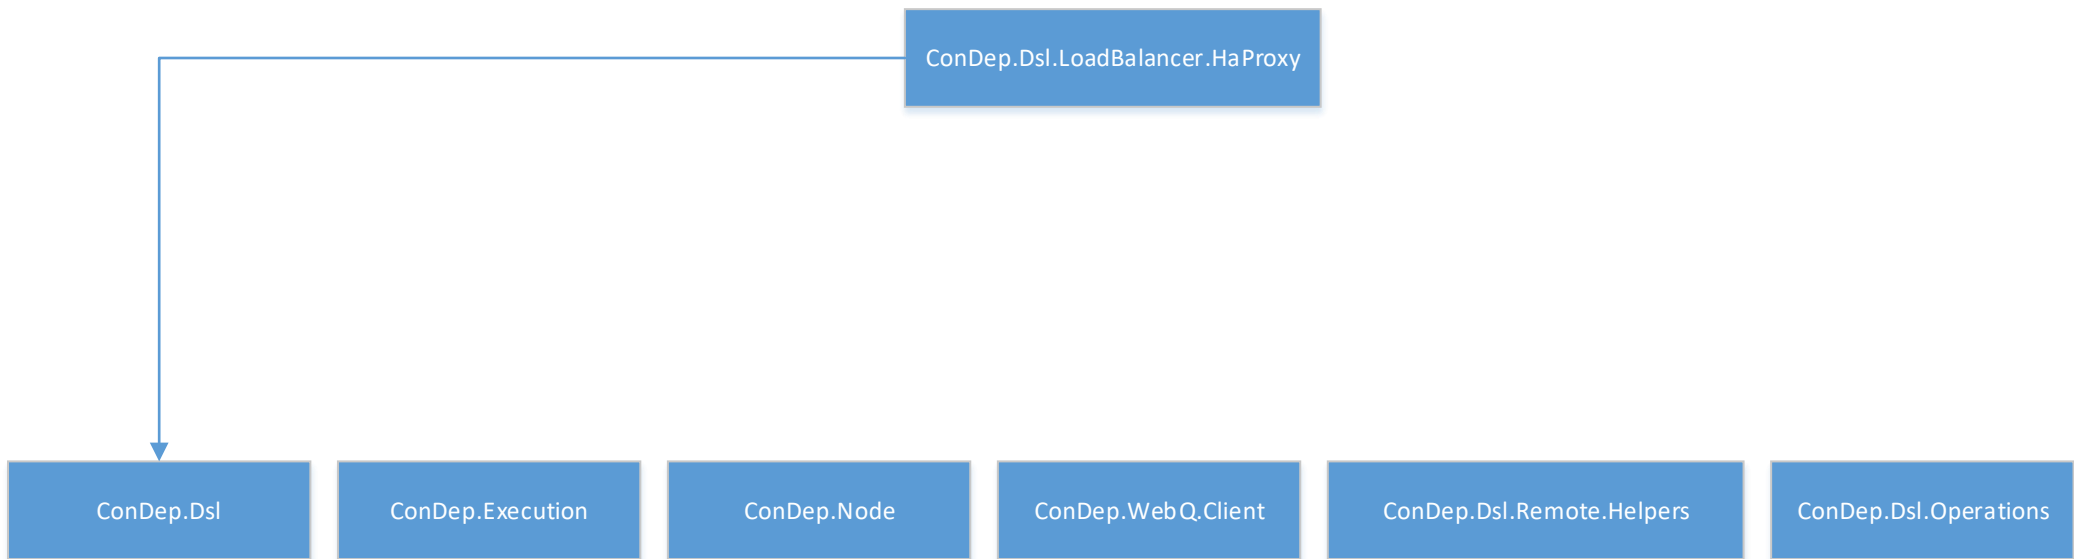 ConDep.Dsl.LoadBalancer.HaProxy
ConDep.Dsl
ConDep.Execution
ConDep.Node
ConDep.WebQ.Client
ConDep.Dsl.Remote.Helpers
ConDep.Dsl.Operations